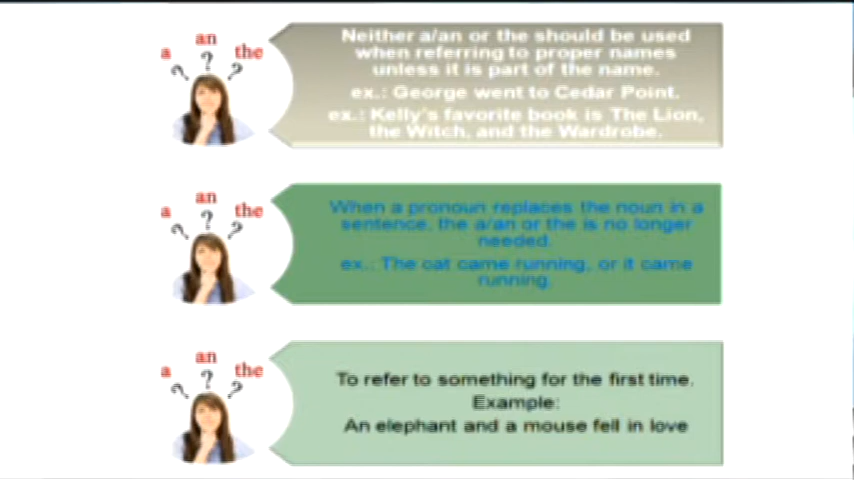 a an the
? ? ?
Neither a/an or the should be used
when referring to proper names
unless it is part of the name.
ex.: George went to Cedar Point.
ex.: Kelly's favorite book is The Lion,
the Witch, and the Wardrobe.
a an the
? ? ?
When a pronoun replaces the noun in a
sentence, the a/an or the is no longer
needed.
ex.: The cat came running, or it came
running.
a an the
? ? ?
To refer to something for the first time.
Example:
An elephant and a mouse fell in love